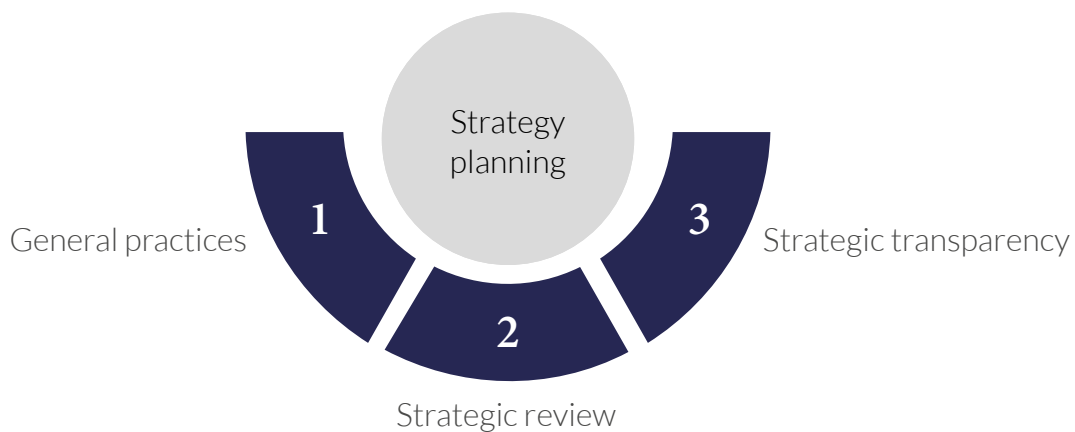 Strategy
planning
1
General practices
2
Strategic review
3
Strategic transparency